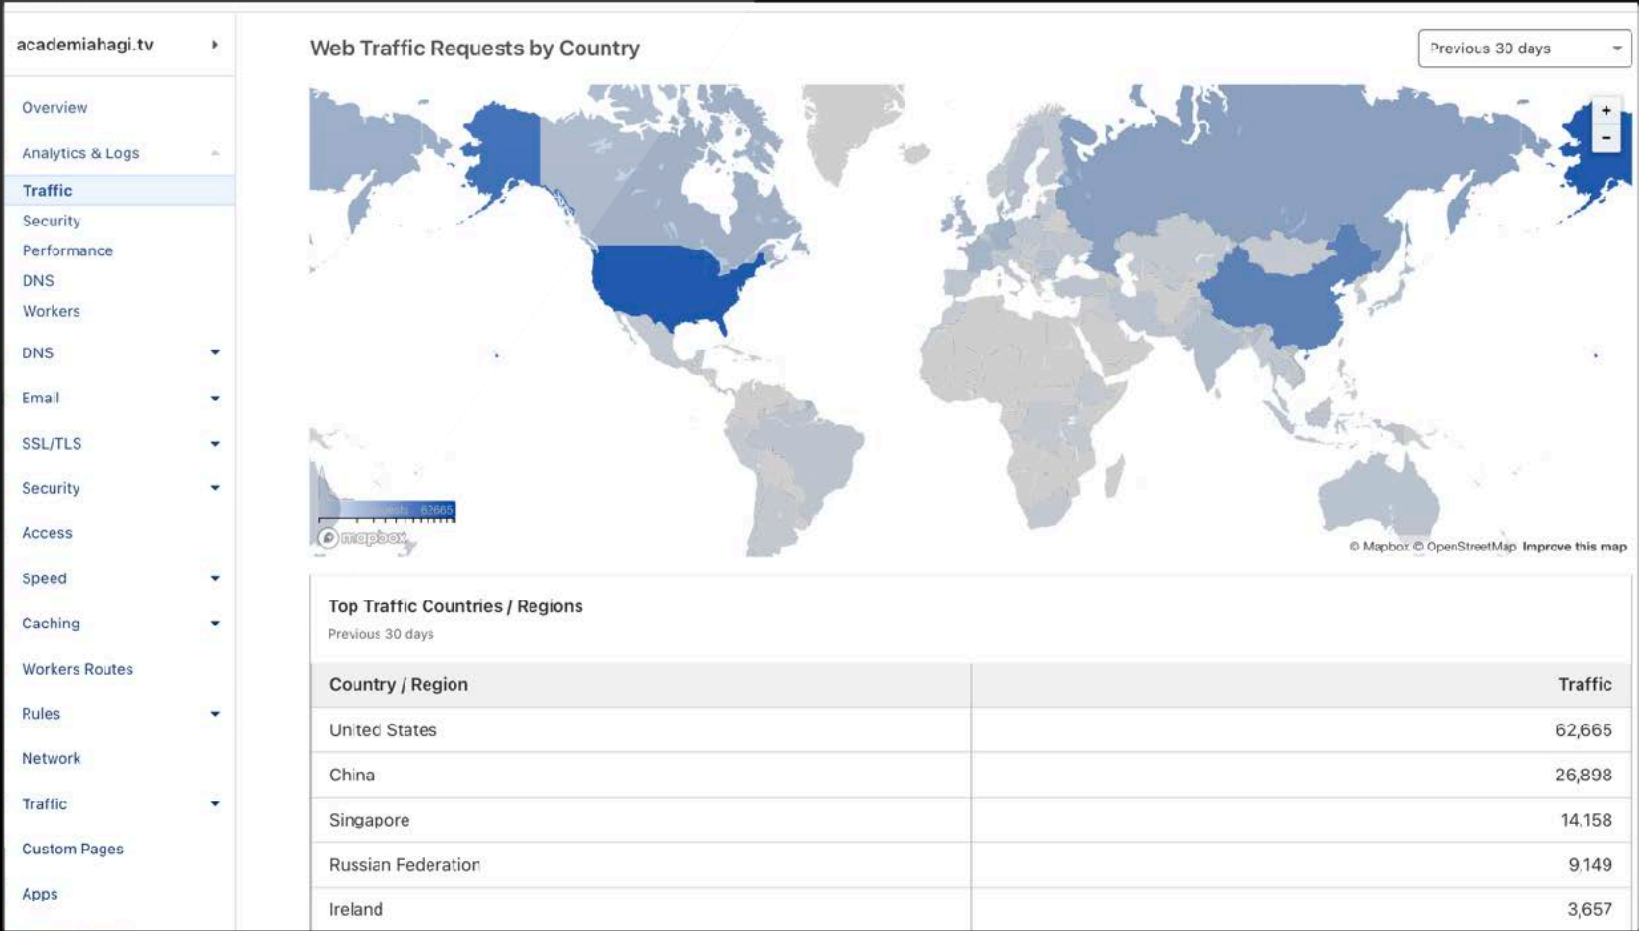 academiahagi.tv
Overview
Analytics & Logs
Traffic
Security
Performance
DNS
Workers
DNS
Email
SSL/TLS
Security
Access
Speed
Caching
Workers Routes
Rules
Network
Traffic
Custom Pages
Apps
Web Traffic Requests by Country
Previous 30 days
+
-
62665
mapbox
© Mapbox © OpenStreetMap Improve this map
Top Traffic Countries / Regions
Previous 30 days
Country / Region Traffic
United States 62,665
China 26,898
Singapore 14,158
Russian Federation 9,149
Ireland 3,657